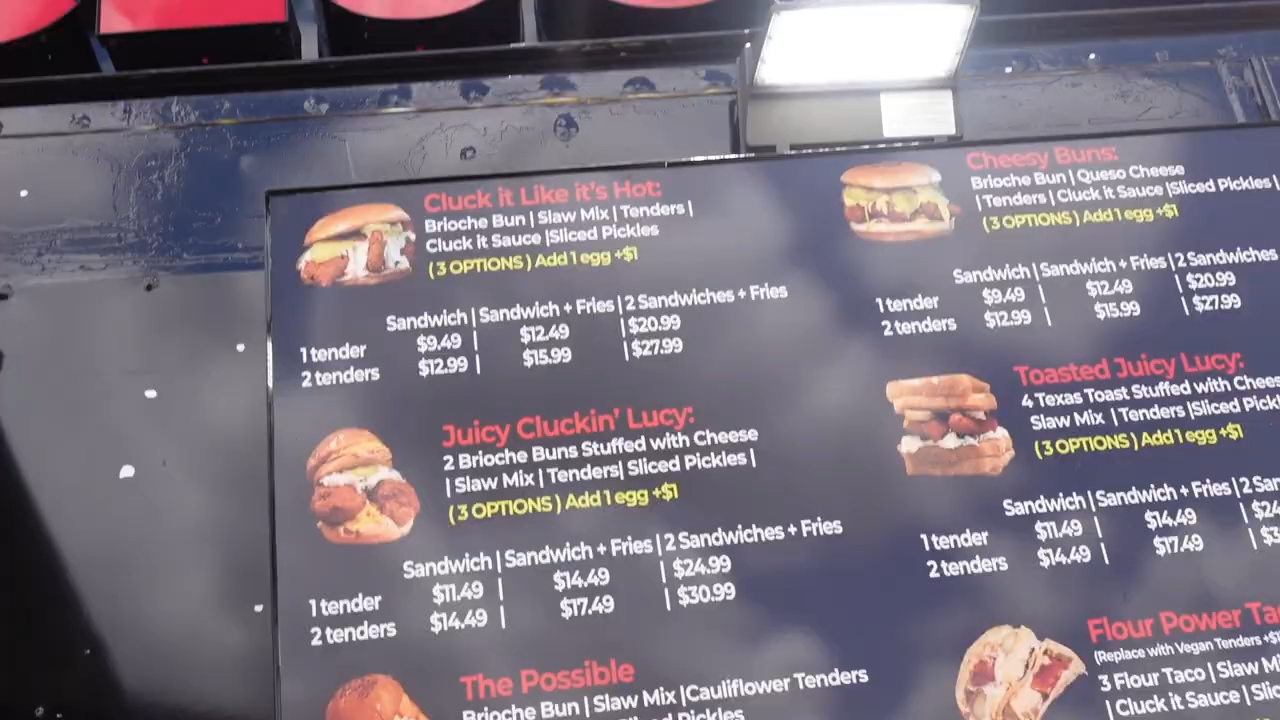 Cluck it Like it's Hot:
Brioche Bun | Slaw Mix | Tenders |
Cluck it Sauce |Sliced Pickles
( 3 OPTIONS ) Add 1 egg +$1
Sandwich | Sandwich + Fries | 2 Sandwiches + Fries
1 tender $9.49 | $12.49 | $20.99
2 tenders $12.99 | $15.99 | $27.99
Juicy Cluckin' Lucy:
2 Brioche Buns Stuffed with Cheese
| Slaw Mix | Tenders| Sliced Pickles |
( 3 OPTIONS ) Add 1 egg +$1
Sandwich | Sandwich + Fries | 2 Sandwiches + Fries
1 tender $11.49 | $14.49 | $24.99
2 tenders $14.49 | $17.49 | $30.99
The Possible
Brioche Bun | Slaw Mix |Cauliflower Tenders
Pickles
Cheesy Buns:
Brioche Bun | Queso Cheese
| Tenders | Cluck it Sauce |Sliced Pickles |
( 3 OPTIONS ) Add 1 egg +$1
Sandwich | Sandwich + Fries | 2 Sandwiches
1 tender $9.49 | $12.49 | $20.99
2 tenders $12.99 | $15.99 | $27.99
Toasted Juicy Lucy:
4 Texas Toast Stuffed with
Slaw Mix | Tenders |Sliced
( 3 OPTIONS ) Add 1 egg +$1
Sandwich | Sandwich + Fries | 2
1 tender $11.49 | $14.49 |
2 tenders $14.49 | $17.49 |
Flour Power
(Replace with Vegan Tenders
3 Flour Taco | Slaw
| Cluck it Sauce |